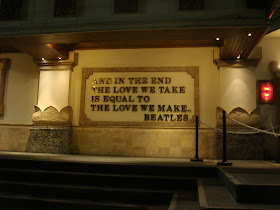 AND IN THE END
THE LOVE WE TAKE
IS EQUAL TO
THE LOVE WE MAKE..
BEATLES